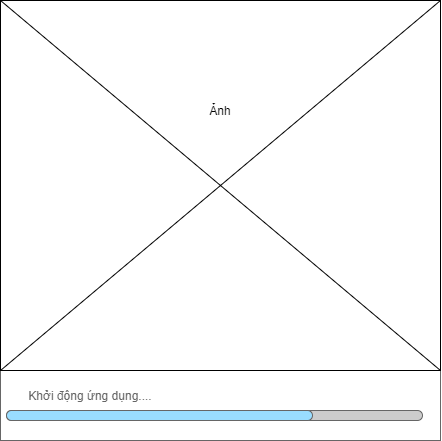 Ảnh
Khởi động ứng dụng....